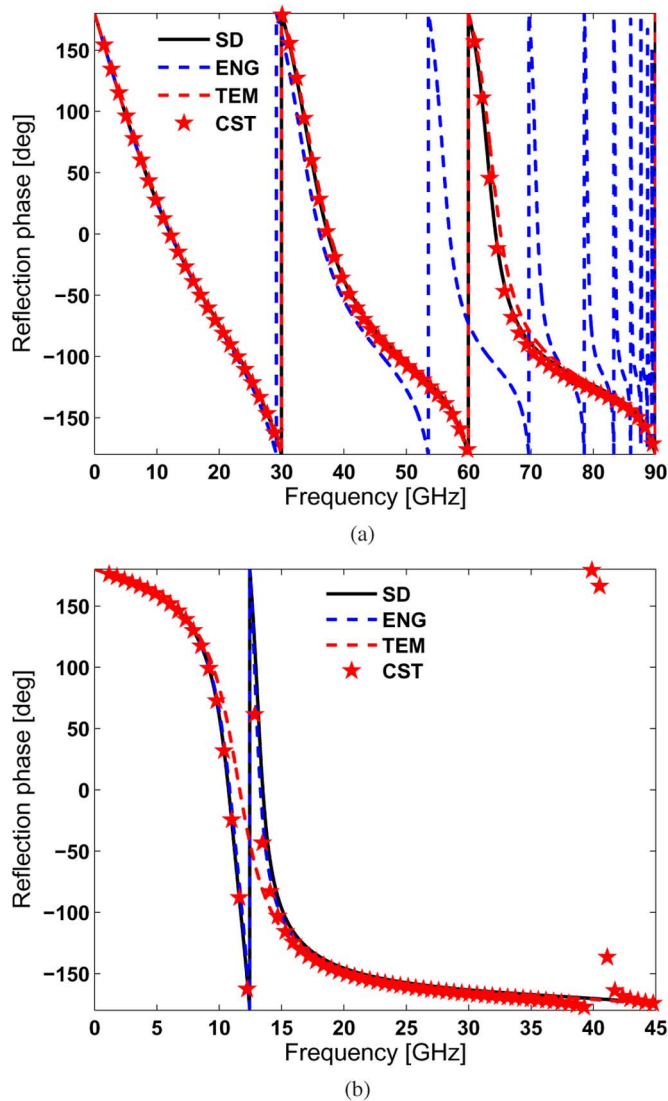 150
100
50
0
−50
−100
−150
Reflection phase [deg]
SD
ENG
TEM
CST
0 10 20 30 40 50 60 70 80 90
Frequency [GHz]
(a)
150
100
50
0
−50
−100
−150
Reflection phase [deg]
SD
ENG
TEM
CST
0 5 10 15 20 25 30 35 40 45
Frequency [GHz]
(b)